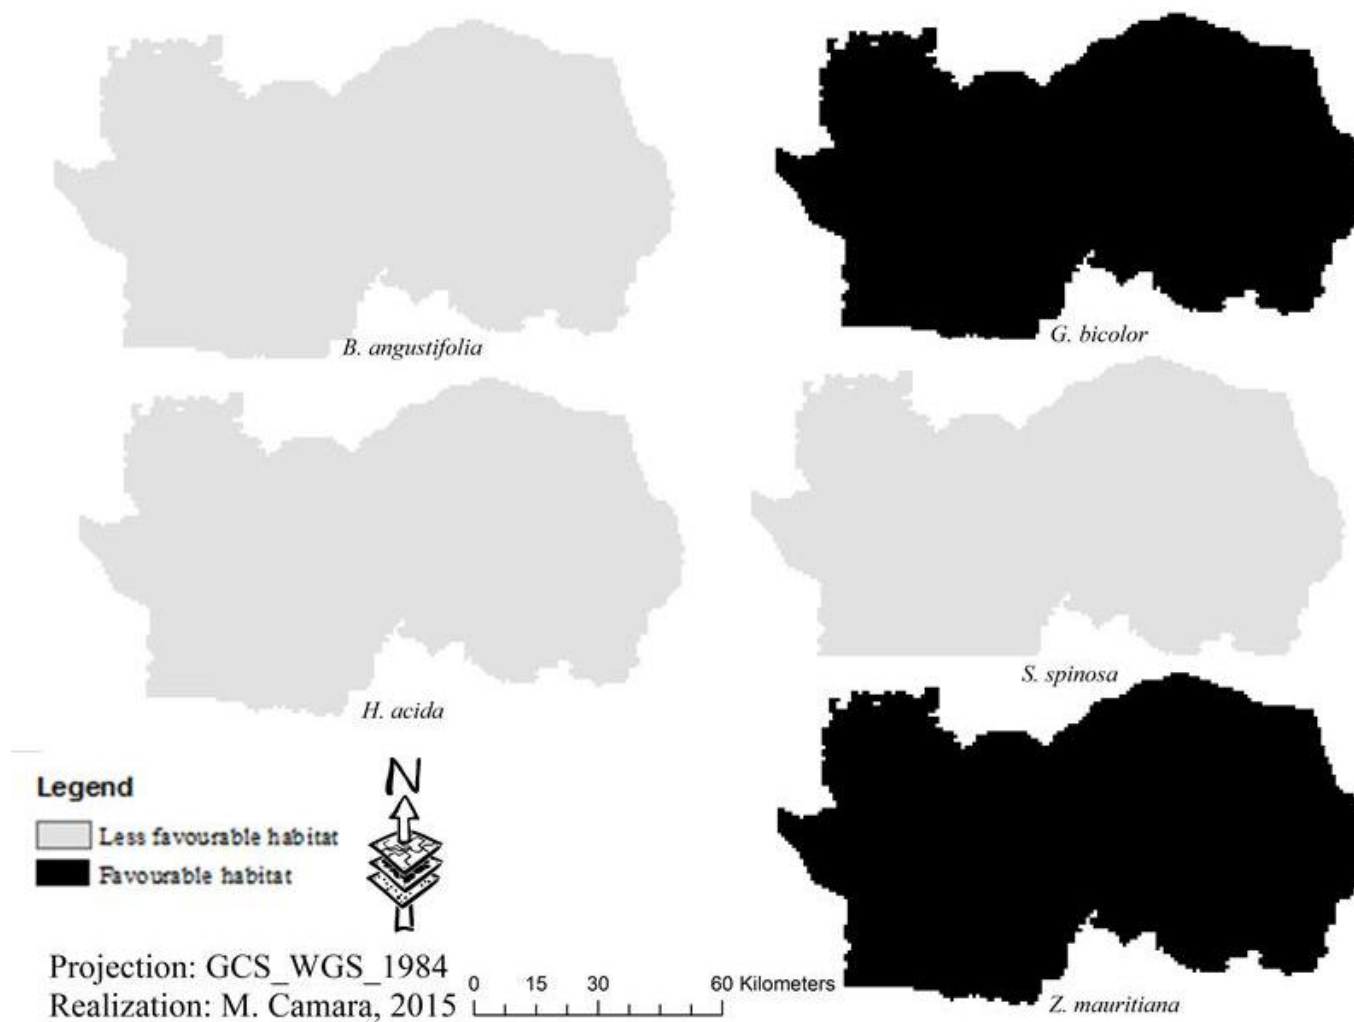 B. angustifolia
G. bicolor
H. acida
S. spinosa
Z. mauritiana
Legend
Less favourable habitat
Favourable habitat
N
Projection: GCS_WGS_1984
Realization: M. Camara, 2015
0 15 30 60 Kilometers